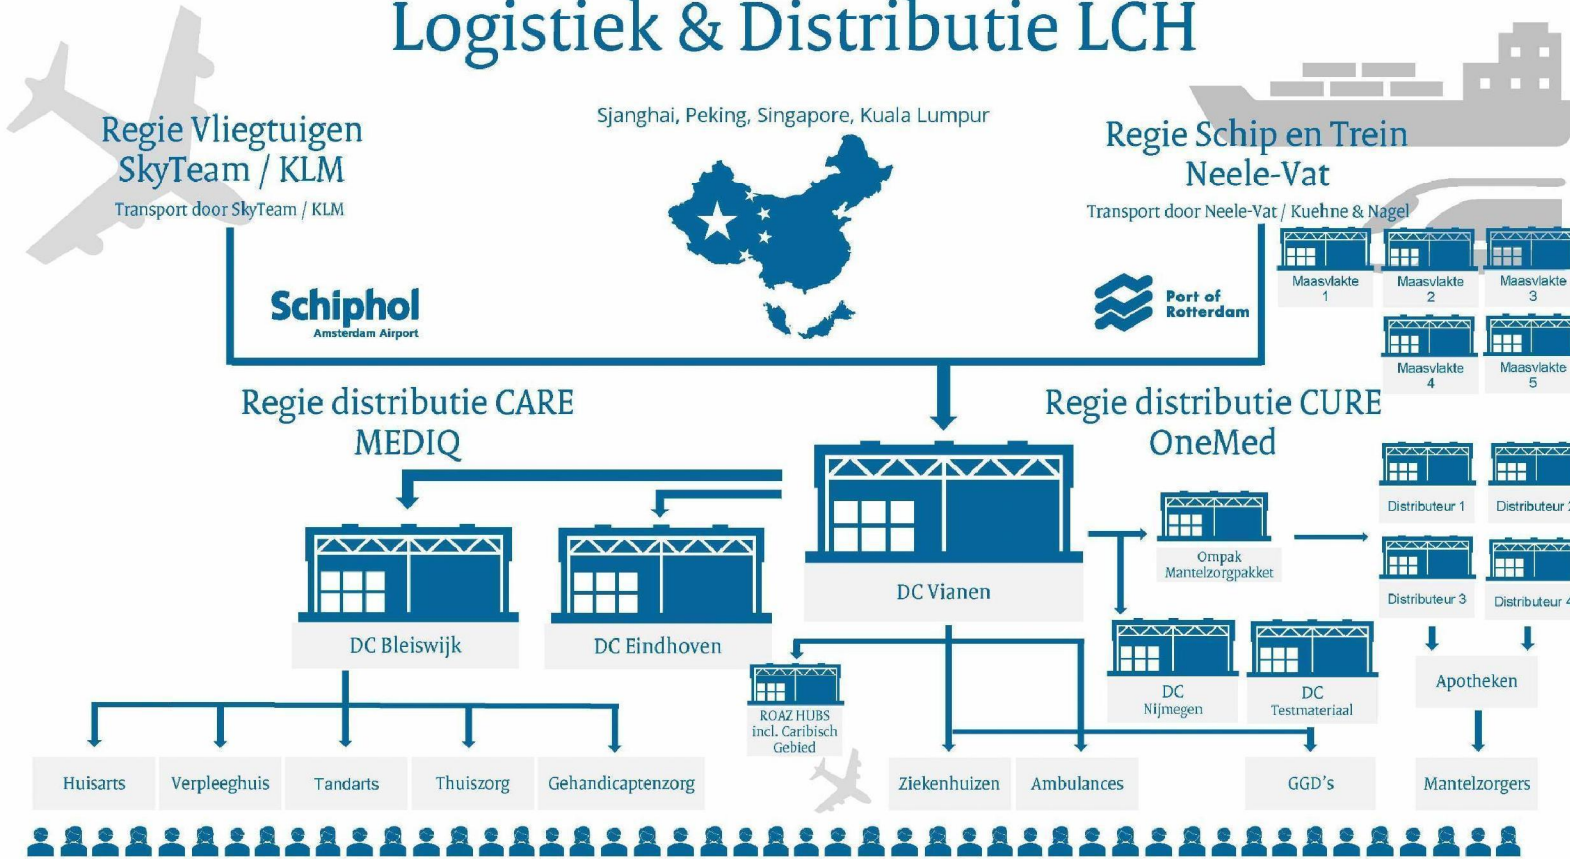 Logistiek & Distributie LCH
Sjanghai, Peking, Singapore, Kuala Lumpur
Regie Vliegtuigen
SkyTeam / KLM
Transport door SkyTeam / KLM
Regie Schip en Trein
Neele-Vat
Transport door Neele-Vat / Kuehne & Nagel
Schiphol
Amsterdam Airport
Port of
Rotterdam
Maasvlakte
1
Maasvlakte
2
Maasvlakte
3
Maasvlakte
4
Maasvlakte
5
Regie distributie CARE
MEDIQ
Regie distributie CURE
OneMed
DC Bleiswijk
DC Eindhoven
DC Vianen
Ompak
Mantelzorgpakket
Distributeur 1
Distributeur 2
Distributeur 3
Distributeur 4
ROAZ HUBS
incl. Caribisch
Gebied
DC
Nijmegen
DC
Testmateriaal
Apotheken
Huisarts
Verpleeghuis
Tandarts
Thuiszorg
Gehandicaptenzorg
Ziekenhuizen
Ambulances
GGD's
Mantelzorgers